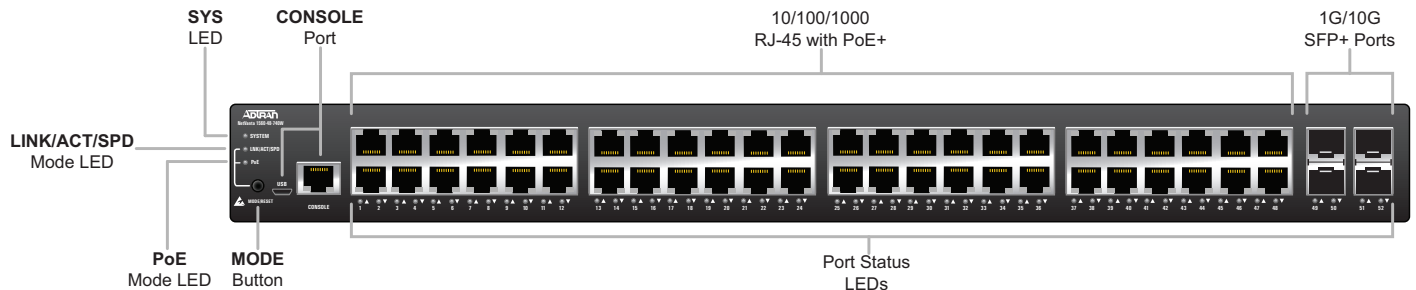 SYS
LED
CONSOLE
Port
10/100/1000
RJ-45 with PoE+
1G/10G
SFP+ Ports
ADTRAN
NetVanta 1560-48-740W
SYSTEM
LINK/ACT/SPD
PoE
USB
MODE/RESET
CONSOLE
LINK/ACT/SPD
Mode LED
1 2 3 4 5 6 7 8 9 10 11 12
13 14 15 16 17 18 19 20 21 22 23 24
25 26 27 28 29 30 31 32 33 34 35 36
37 38 39 40 41 42 43 44 45 46 47 48
49 50 51 52
PoE
Mode LED
MODE
Button
Port Status
LEDs